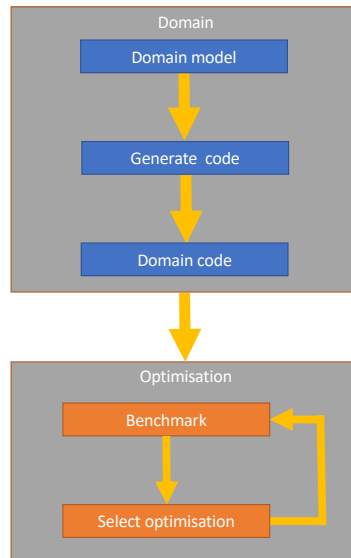 Domain
Domain model
Generate code
Domain code
Optimisation
Benchmark
Select optimisation